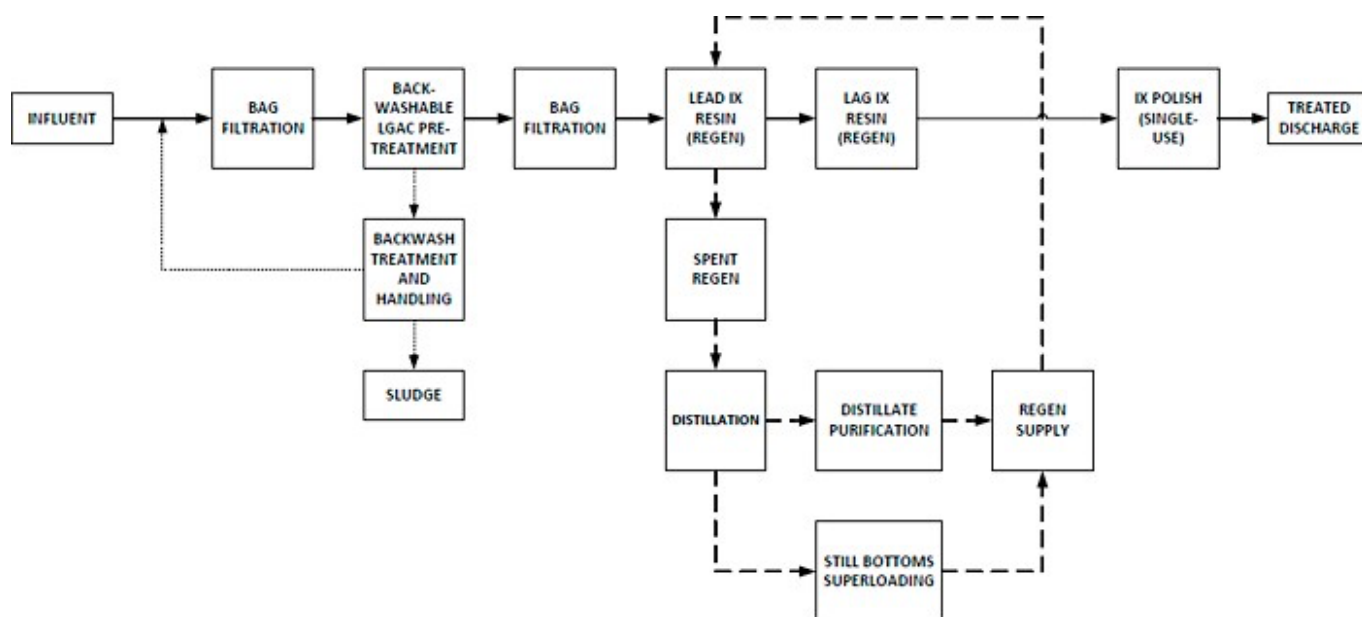 INFLUENT
BAG
FILTRATION
BACK-
WASHABLE
LGAC PRE-
TREATMENT
BAG
FILTRATION
LEAD IX
RESIN
(REGEN)
LAG IX
RESIN
(REGEN)
IX POLISH
(SINGLE-
USE)
TREATED
DISCHARGE
BACKWASH
TREATMENT
AND
HANDLING
SPENT
REGEN
SLUDGE
DISTILLATION
DISTILLATE
PURIFICATION
REGEN
SUPPLY
STILL BOTTOMS
SUPERLOADING